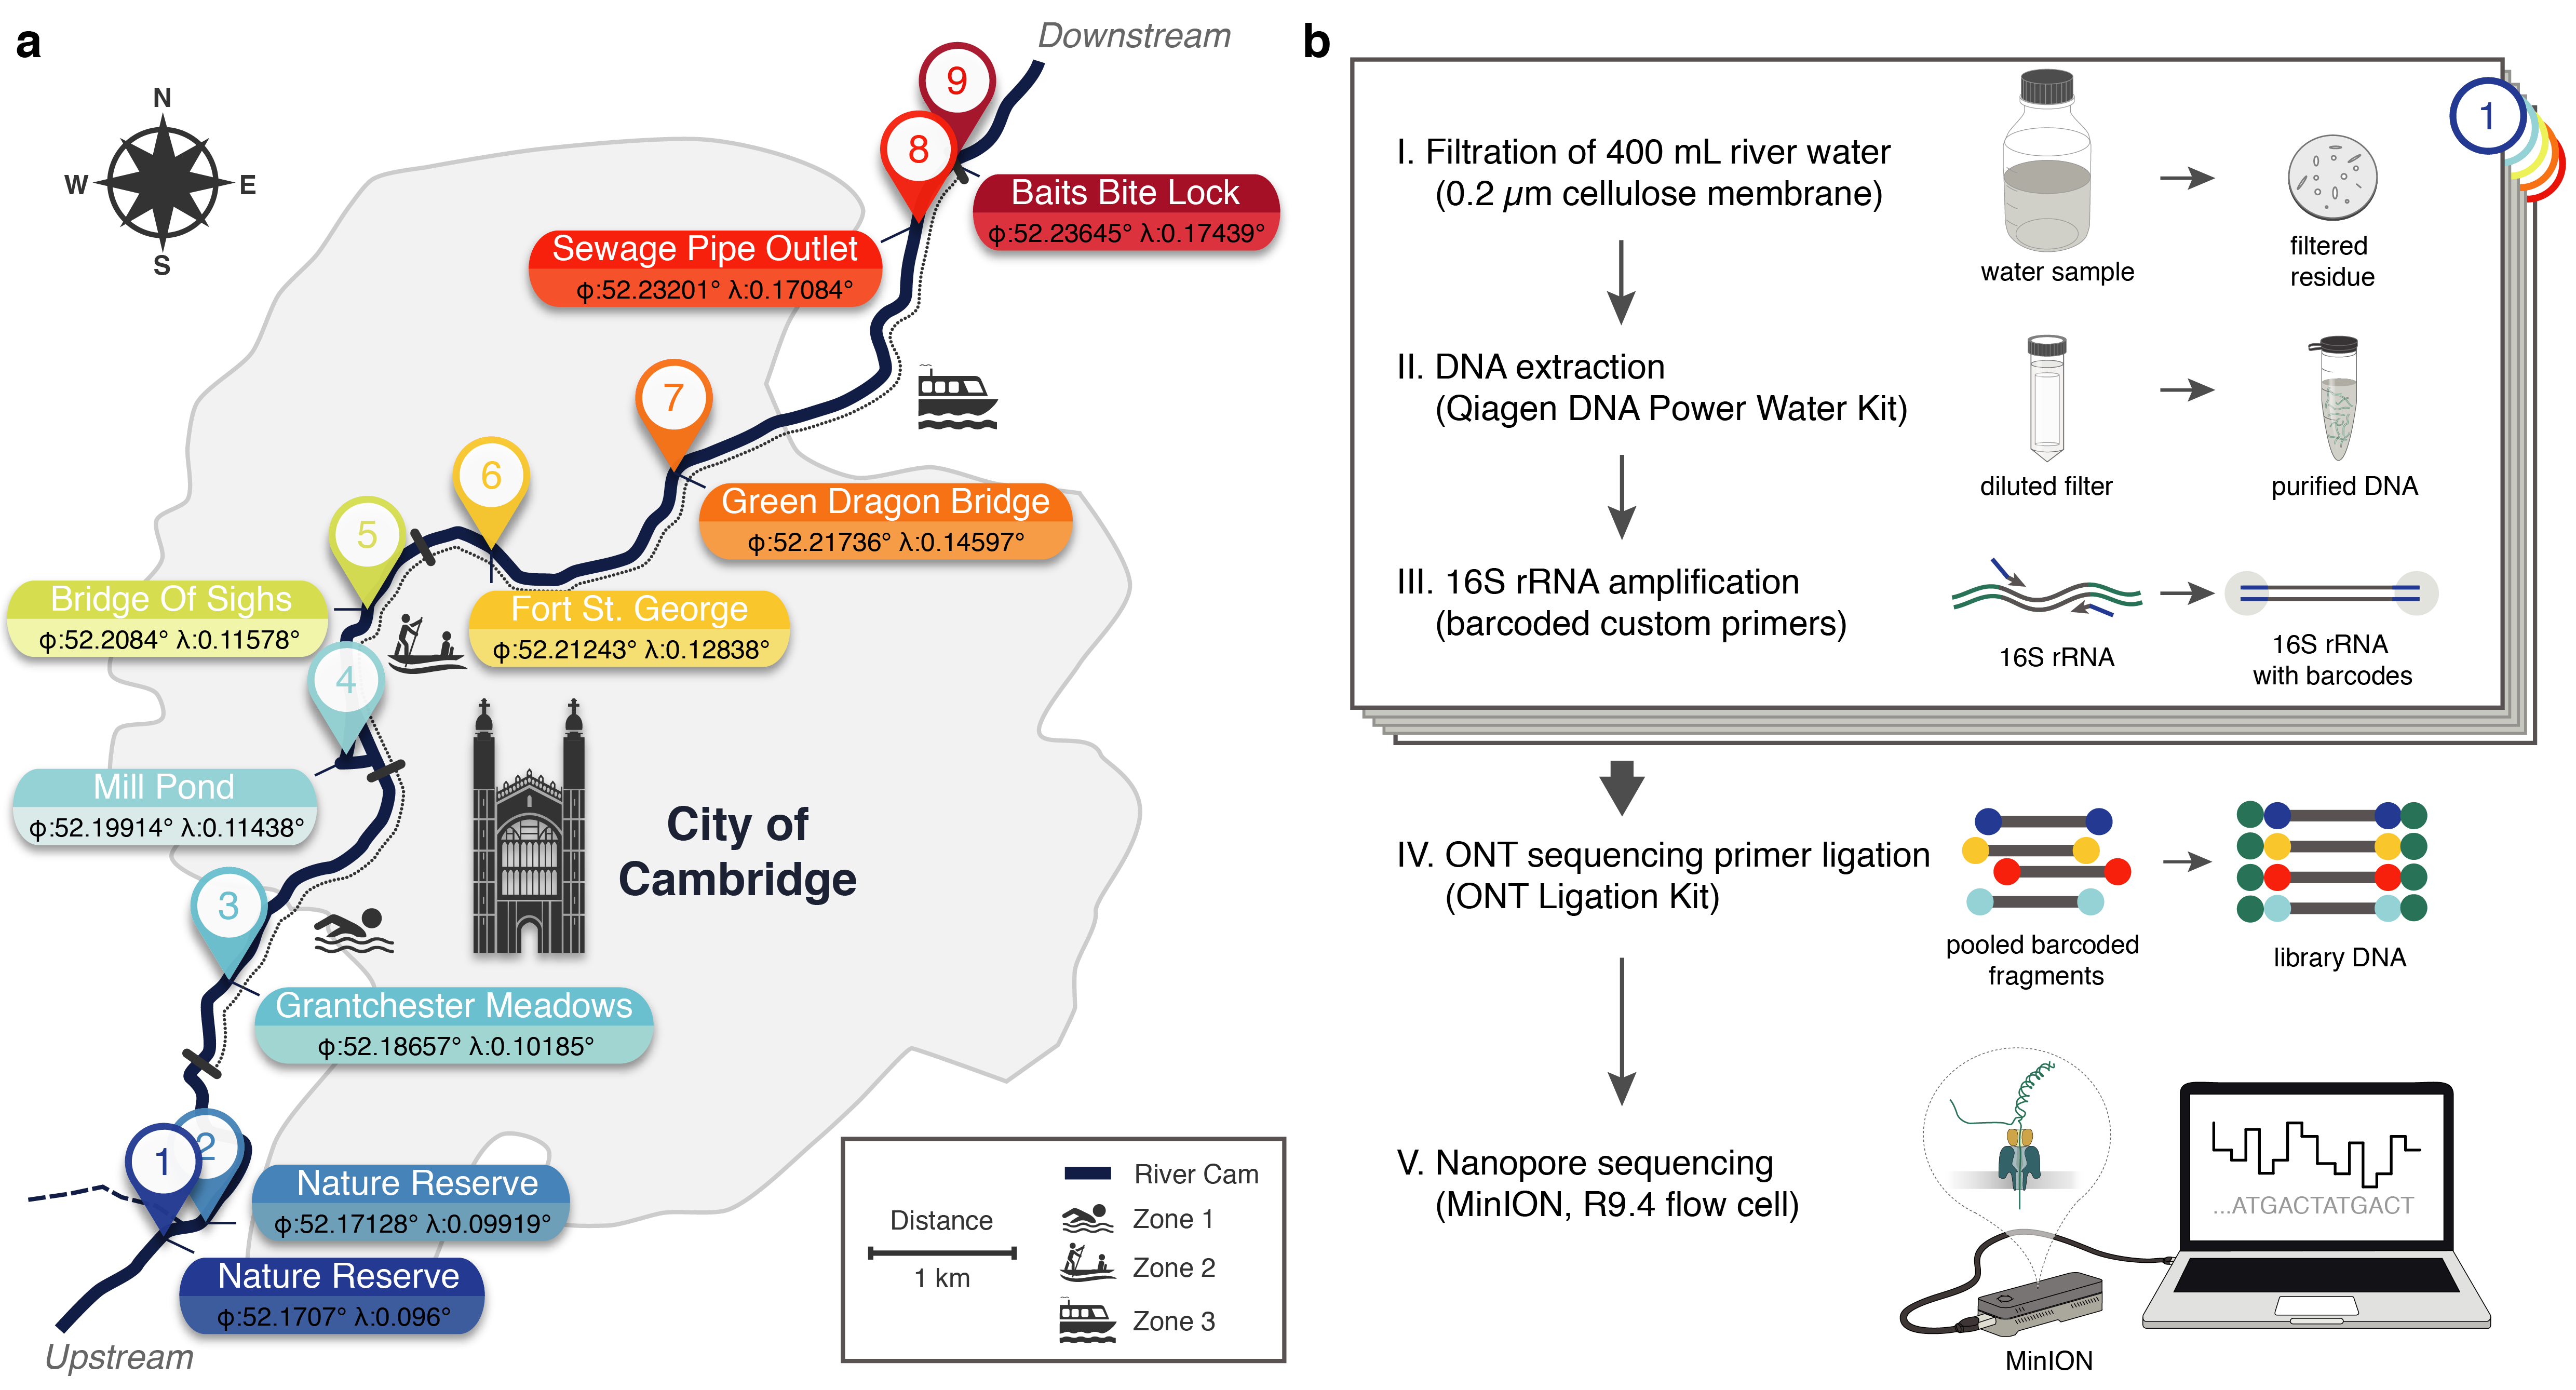 a
Downstream
N
W
E
S
9
8
Baits Bite Lock
φ:52.23645° λ:0.17439°
Sewage Pipe Outlet
φ:52.23201° λ:0.17084°
7
Green Dragon Bridge
φ:52.21736° λ:0.14597°
6
5
Bridge Of Sighs
φ:52.2084° λ:0.11578°
Fort St. George
φ:52.21243° λ:0.12838°
4
Mill Pond
φ:52.19914° λ:0.11438°
City of
Cambridge
3
Grantchester Meadows
φ:52.18657° λ:0.10185°
1
2
Nature Reserve
φ:52.17128° λ:0.09919°
Nature Reserve
φ:52.1707° λ:0.096°
Upstream
Distance
1 km
River Cam
Zone 1
Zone 2
Zone 3
b
1
I. Filtration of 400 mL river water
(0.2 µm cellulose membrane)
water sample
filtered
residue
II. DNA extraction
(Qiagen DNA Power Water Kit)
diluted filter
purified DNA
III. 16S rRNA amplification
(barcoded custom primers)
16S rRNA
16S rRNA
with barcodes
IV. ONT sequencing primer ligation
(ONT Ligation Kit)
pooled barcoded
fragments
library DNA
V. Nanopore sequencing
(MinION, R9.4 flow cell)
...ATGACTATGACT
MinION